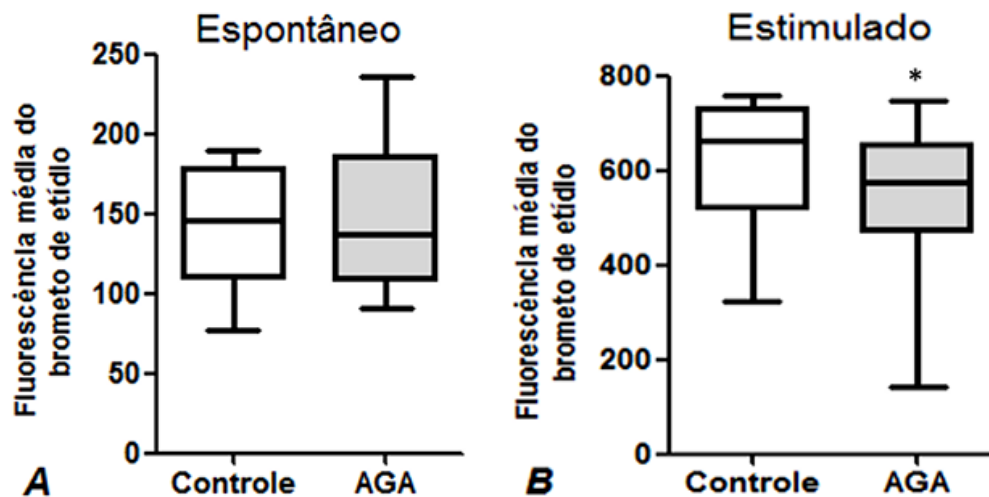 Espontâneo
Fluorescência média do
brometo de etídio
250
200
150
100
50
0
Controle
AGA
A
Estimulado
*
Fluorescência média do
brometo de etídio
800
600
400
200
0
Controle
AGA
B